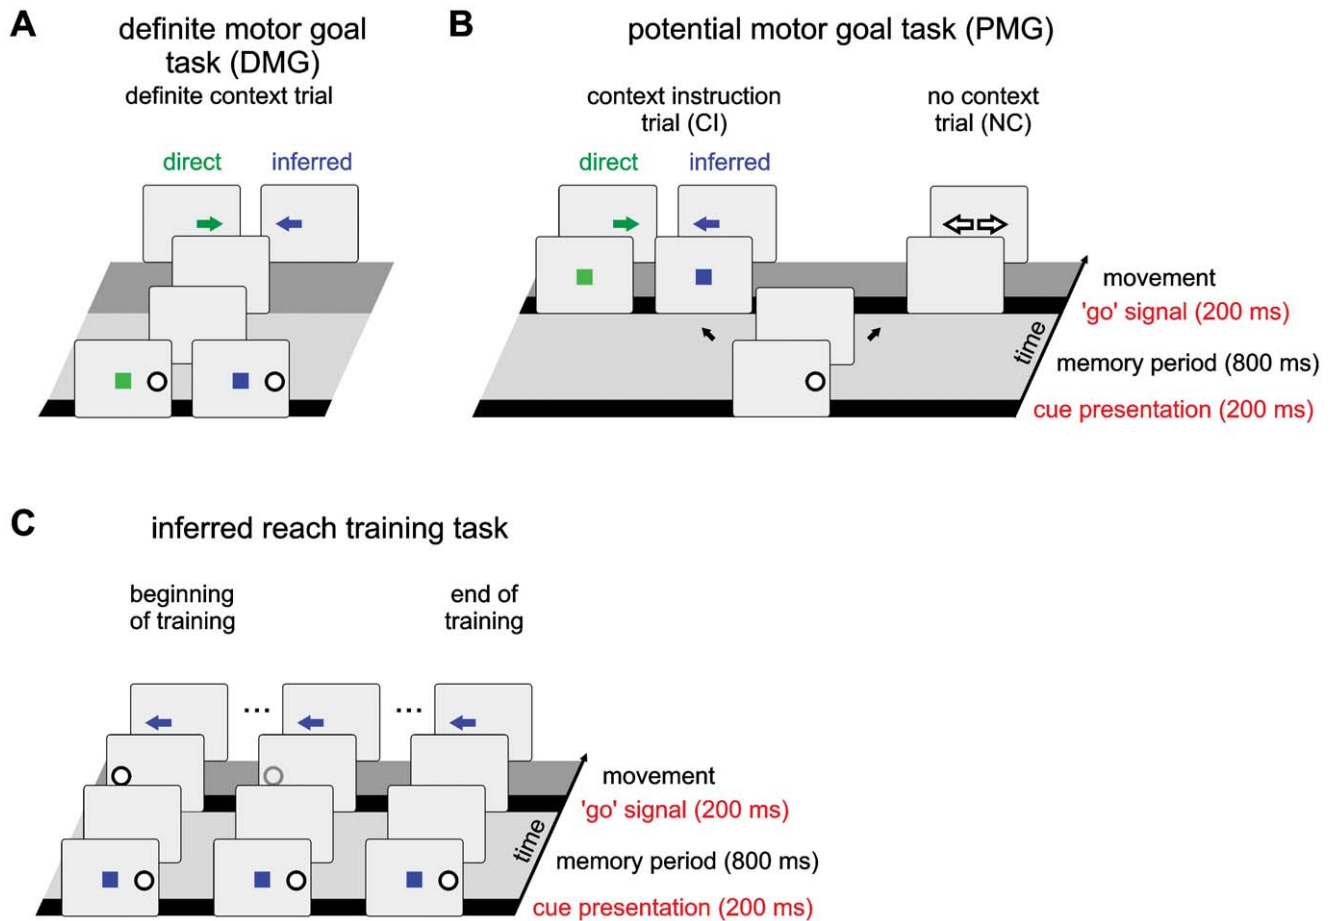 A
definite motor goal
task (DMG)
definite context trial
direct
inferred
B
potential motor goal task (PMG)
context instruction
trial (CI)
no context
trial (NC)
direct
inferred
movement
'go' signal (200 ms)
time
memory period (800 ms)
cue presentation (200 ms)
C
inferred reach training task
beginning
of training
end of
training
...
...
movement
'go' signal (200 ms)
time
memory period (800 ms)
cue presentation (200 ms)